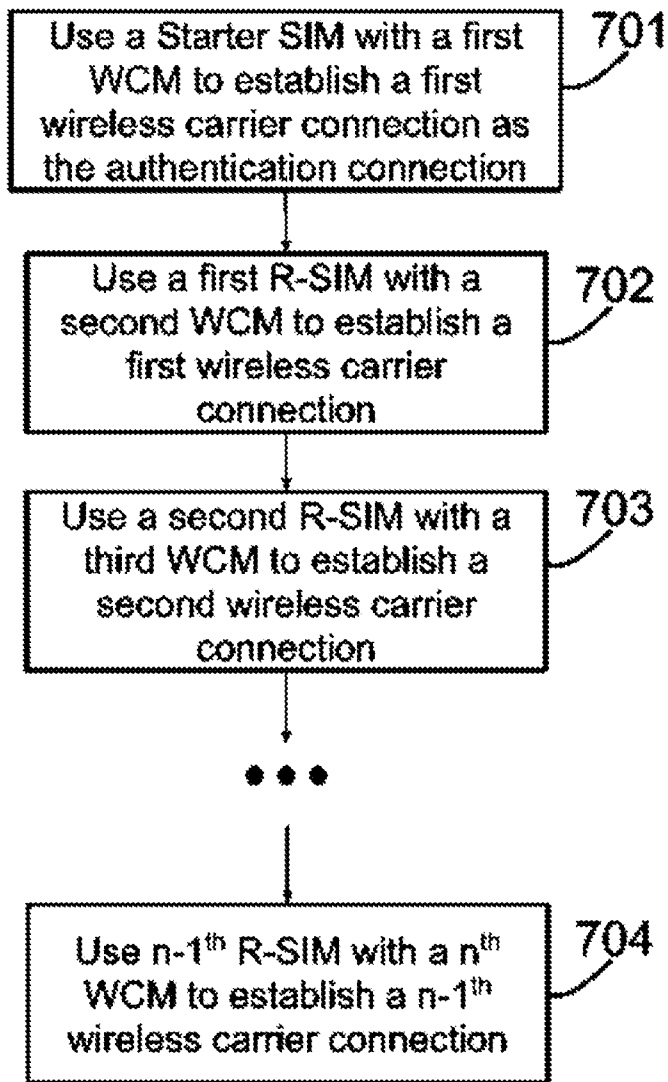 Use a Starter SIM with a first
WCM to establish a first
wireless carrier connection as
the authentication connection
701
Use a first R-SIM with a
second WCM to establish a
first wireless carrier
connection
702
Use a second R-SIM with a
third WCM to establish a
second wireless carrier
connection
703
•••
Use n-1th R-SIM with a nth
WCM to establish a n-1th
wireless carrier connection
704